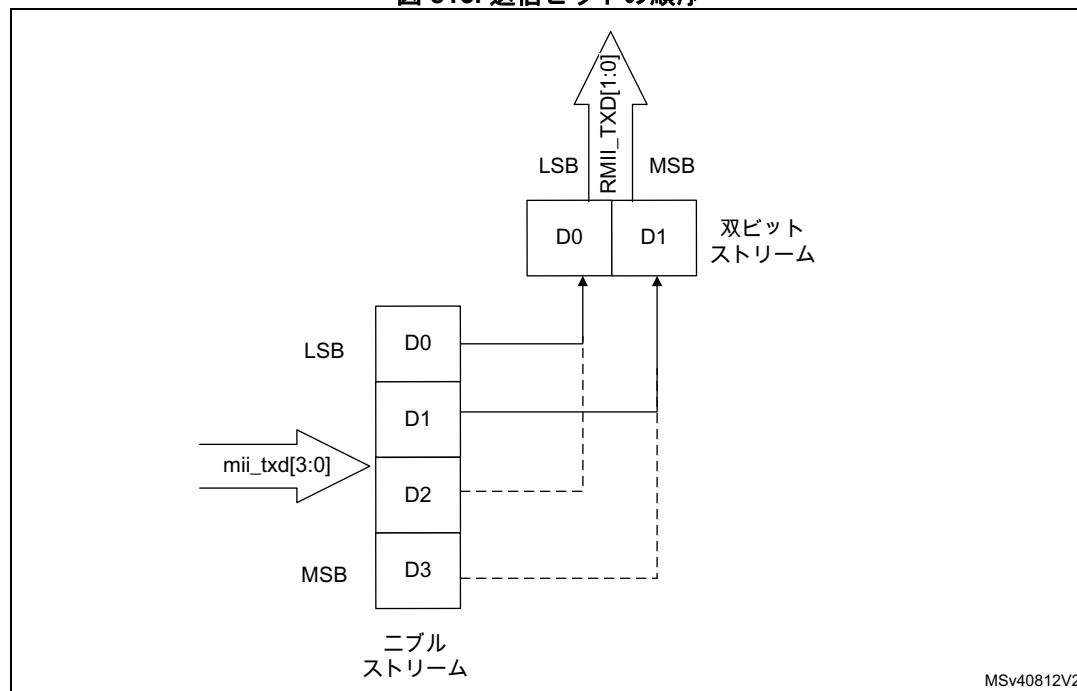 RMII_TXD[1:0]
LSB
MSB
D0
D1
双ビット
ストリーム
LSB
D0
D1
mii_txd[3:0]
D2
MSB
D3
ニブル
ストリーム
MSv40812V2